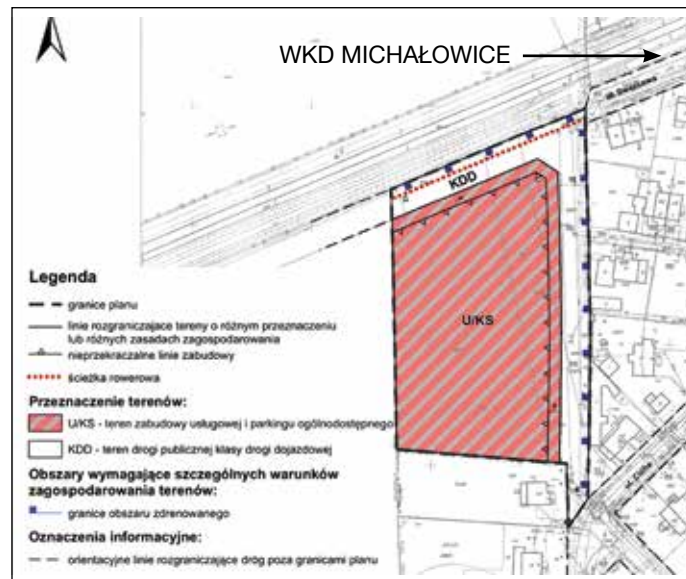 WKD MICHAŁOWICE
KDD
U/KS
Legenda
granice planu
linie rozgraniczajace tereny o różnym przeznaczeniu
lub różnych zasadach zagospodarowania
nieprzekraczalne linie zabudowy
ścieżka rowerowa
Przeznaczenie terenów:
U/KS - teren zabudowy usługowej i parkingu ogólnodostępnego
KDD - teren drogi publicznej klasy drogi dojazdowej
Obszary wymagające szczególnych warunków
zagospodarowania terenów:
granice obszaru zdrenowanego
Oznaczenia informacyjne:
orientacyjne linie rozgraniczające dróg poza granicami planu